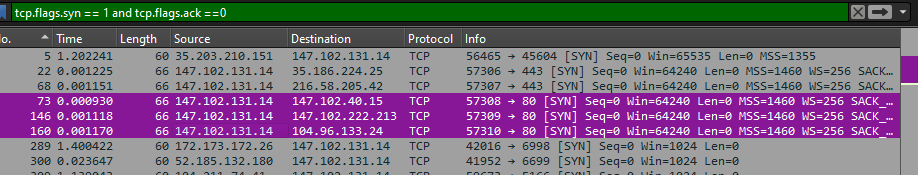 tcp.flags.syn == 1 and tcp.flags.ack ==0
o. Time Length Source Destination Protocol Info
5 1.202241 60 35.203.210.151 147.102.131.14 TCP 56465 → 45604 [SYN] Seq=0 Win=65535 Len=0 MSS=1355
22 0.001225 66 147.102.131.14 35.186.224.25 TCP 57306 → 443 [SYN] Seq=0 Win=64240 Len=0 MSS=1460 WS=256 SACK_…
68 0.001151 66 147.102.131.14 216.58.205.42 TCP 57307 → 443 [SYN] Seq=0 Win=64240 Len=0 MSS=1460 WS=256 SACK_…
73 0.000930 66 147.102.131.14 147.102.40.15 TCP 57308 → 80 [SYN] Seq=0 Win=64240 Len=0 MSS=1460 WS=256 SACK_…
146 0.001118 66 147.102.131.14 147.102.222.213 TCP 57309 → 80 [SYN] Seq=0 Win=64240 Len=0 MSS=1460 WS=256 SACK_…
160 0.001170 66 147.102.131.14 104.96.133.24 TCP 57310 → 80 [SYN] Seq=0 Win=64240 Len=0 MSS=1460 WS=256 SACK_…
289 1.400422 60 172.173.172.26 147.102.131.14 TCP 42016 → 6998 [SYN] Seq=0 Win=1024 Len=0
300 0.023647 60 52.185.132.180 147.102.131.14 TCP 41952 → 6699 [SYN] Seq=0 Win=1024 Len=0